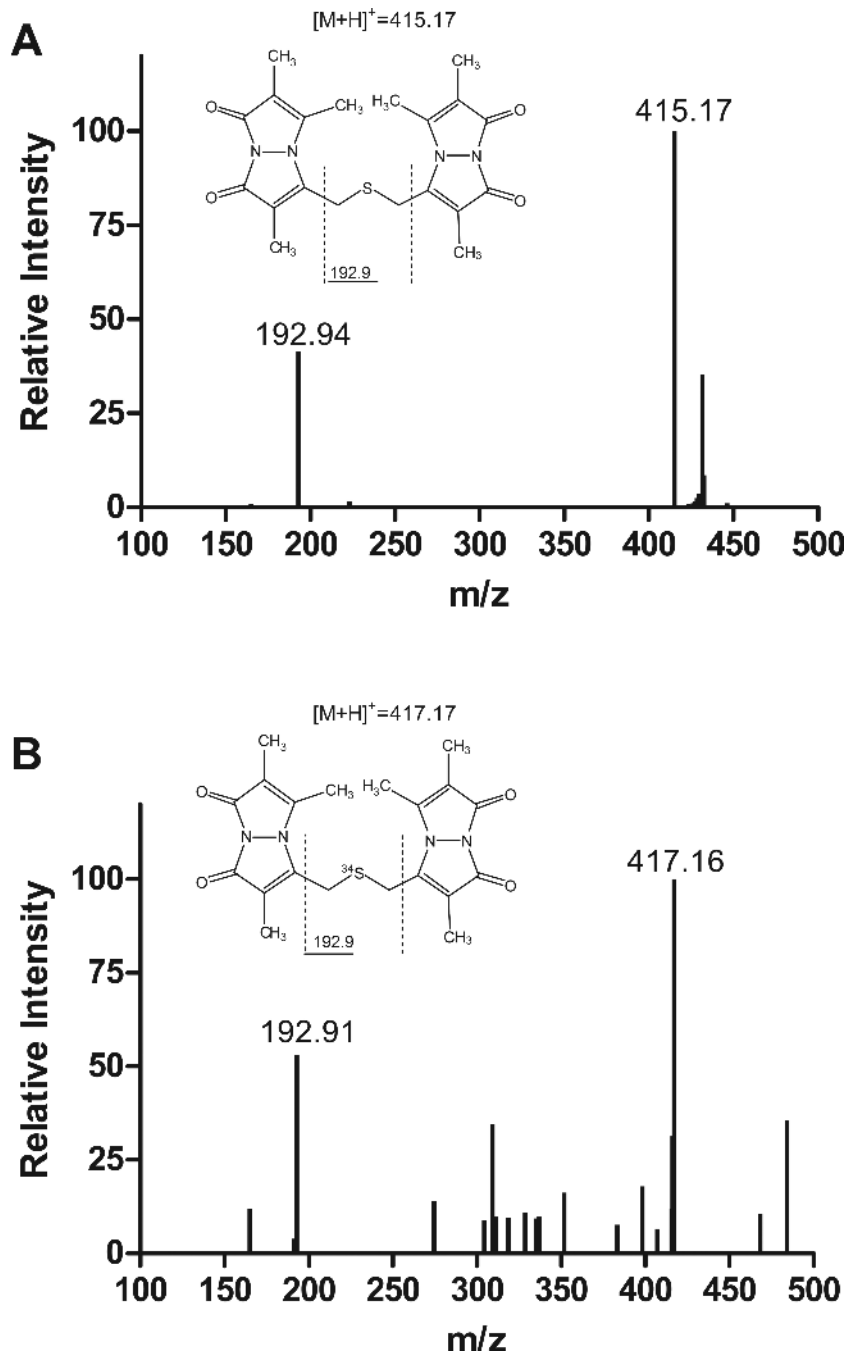 A
[M+H]+=415.17
CH3
CH3
O
CH3
H3C
O
N
N
N
N
O
S
O
CH3
CH3
192.9
415.17
192.94
Relative Intensity
100
75
50
25
0
100 150 200 250 300 350 400 450 500
m/z
B
[M+H]+=417.17
CH3
CH3
O
CH3
H3C
O
N
N
N
N
O
34S
O
CH3
CH3
192.9
417.16
192.91
Relative Intensity
100
75
50
25
0
100 150 200 250 300 350 400 450 500
m/z